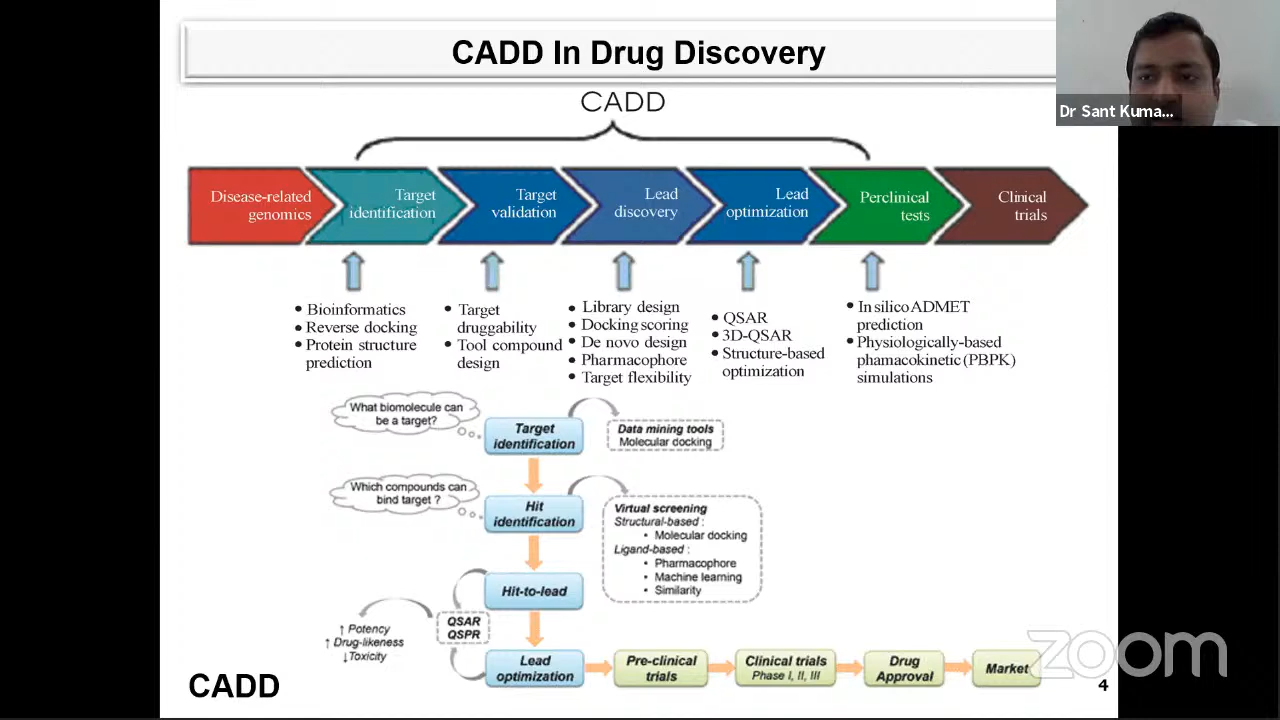 CADD In Drug Discovery
Dr Sant Kuma...
CADD
Disease-related
genomics
Target
identification
Target
validation
Lead
discovery
Lead
optimization
Perclinical
tests
Clinical
trials
• Bioinformatics
• Reverse docking
• Protein structure
prediction
• Target
druggability
• Tool compound
design
• Library design
• Docking scoring
• De novo design
• Pharmacophore
• Target flexibility
• QSAR
• 3D-QSAR
• Structure-based
optimization
• In silico ADMET
prediction
• Physiologically-based
phamacokinetic (PBPK)
simulations
What biomolecule can
be a target?
Target
identification
Data mining tools
Molecular docking
Which compounds can
bind target ?
Hit
identification
Virtual screening
Structural-based :
• Molecular docking
Ligand-based :
• Pharmacophore
• Machine learning
• Similarity
Hit-to-lead
QSAR
QSPR
↑ Potency
↑ Drug-likeness
↓Toxicity
Lead
optimization
Pre-clinical
trials
Clinical trials
Phase I, II, III
Drug
Approval
Market
zoom
CADD
4